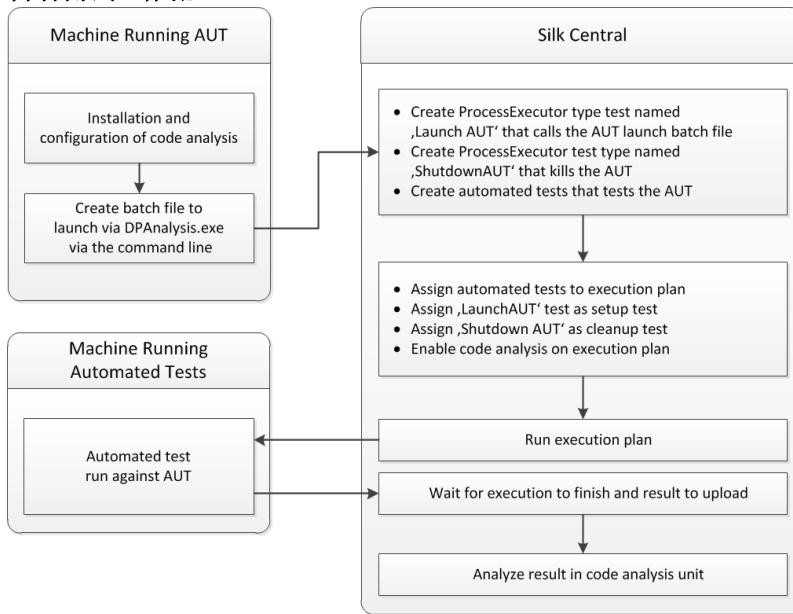 Machine Running AUT
Installation and
configuration of code analysis
Create batch file to
launch via DPAnalysis.exe
via the command line
Silk Central
• Create ProcessExecutor type test named
‚Launch AUT‘ that calls the AUT launch batch file
• Create ProcessExecutor test type named
‚ShutdownAUT‘ that kills the AUT
• Create automated tests that tests the AUT
• Assign automated tests to execution plan
• Assign ‚LaunchAUT‘ test as setup test
• Assign ‚Shutdown AUT‘ as cleanup test
• Enable code analysis on execution plan
Run execution plan
Machine Running
Automated Tests
Automated test
run against AUT
Wait for execution to finish and result to upload
Analyze result in code analysis unit